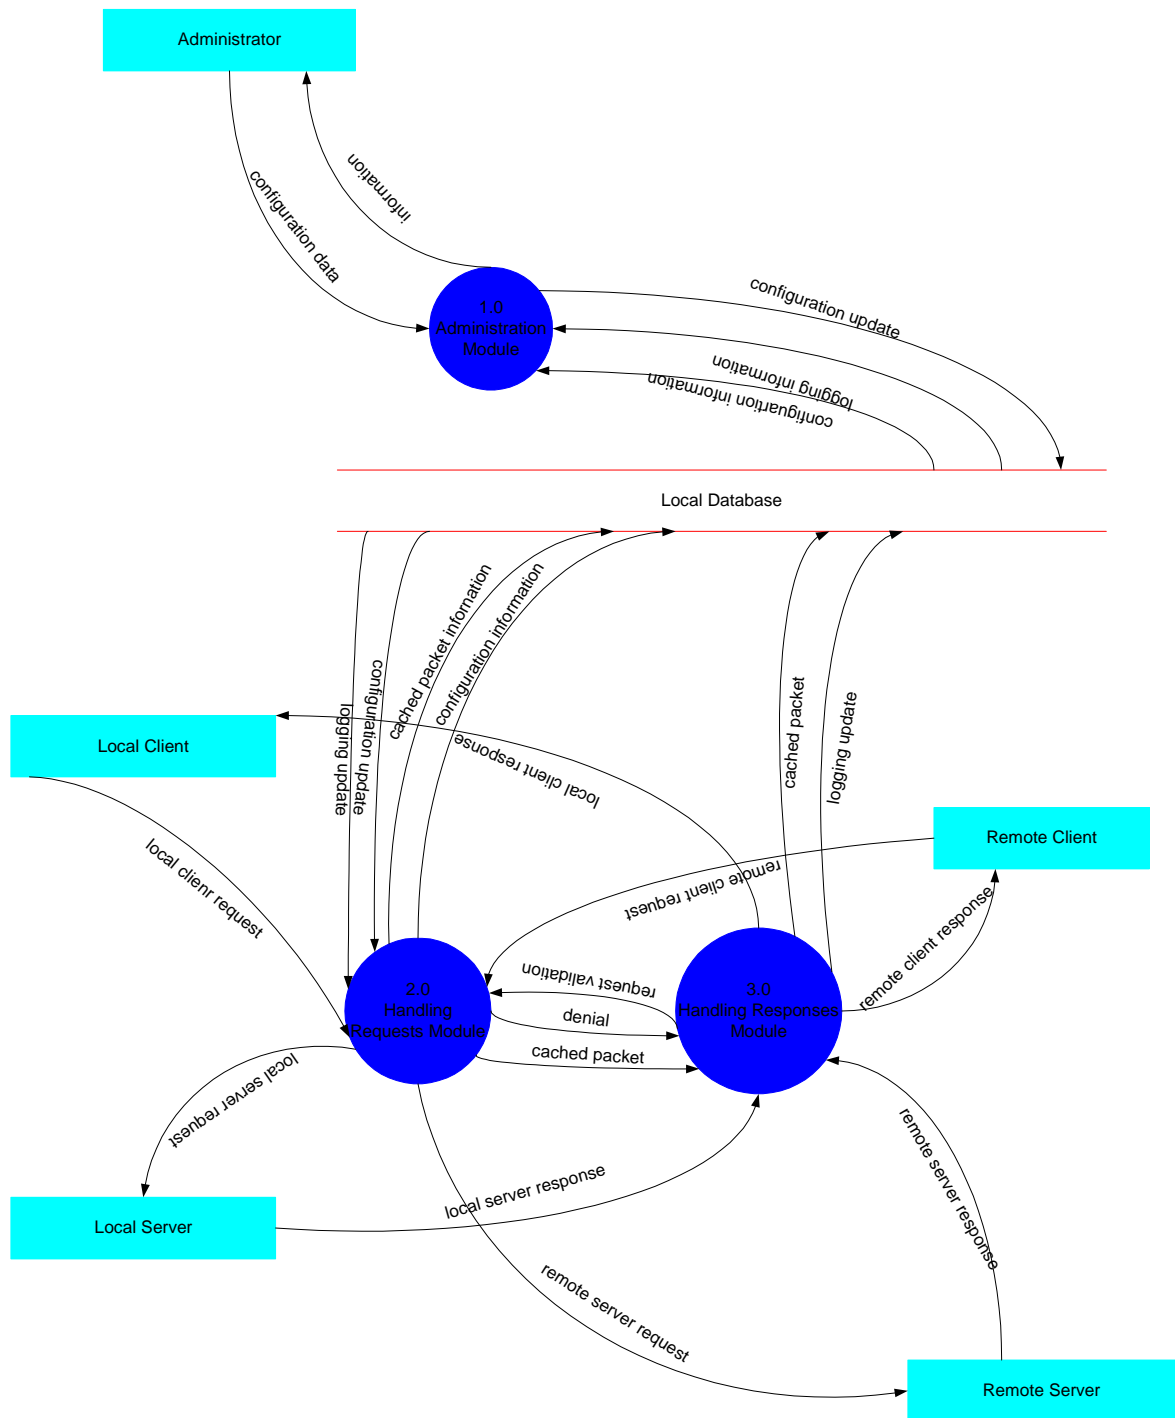 Administrator
information
configuration data
1.0
Administration
Module
configuration update
logging information
configuartion information
Local Database
cached packet infornation
configuration information
configuration update
logging update
cached packet
logging update
Local Client
local client response
local clienr request
Remote Client
remote client request
remote client response
2.0
Handling
Requests Module
request validation
denial
cached packet
3.0
Handling Responses
Module
local server request
Local Server
local server response
remote server response
remote server request
Remote Server